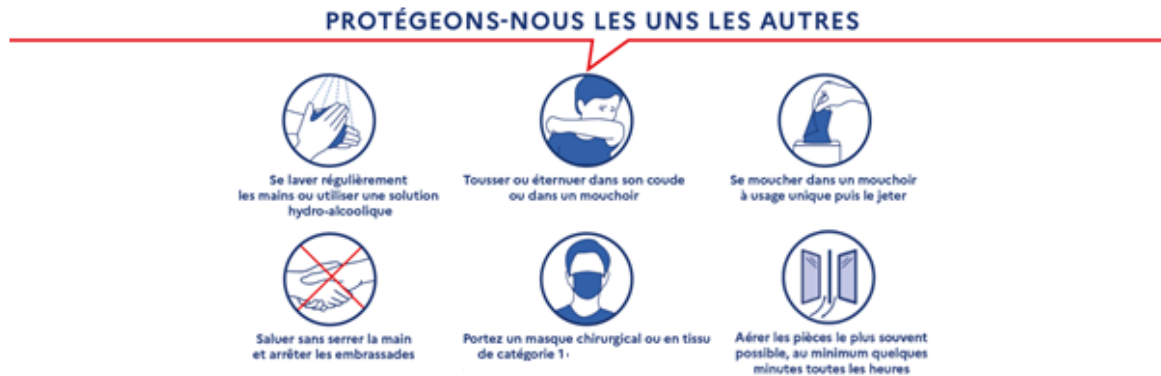 PROTÉGEONS-NOUS LES UNS LES AUTRES
Se laver régulièrement
les mains ou utiliser une solution
hydro-alcoolique
Tousser ou éternuer dans son coude
ou dans un mouchoir
Se moucher dans un mouchoir
à usage unique puis le jeter
Saluer sans serrer la main
et arrêter les embrassades
Portez un masque chirurgical ou en tissu
de catégorie 1
Aérer les pièces le plus souvent
possible, au minimum quelques
minutes toutes les heures